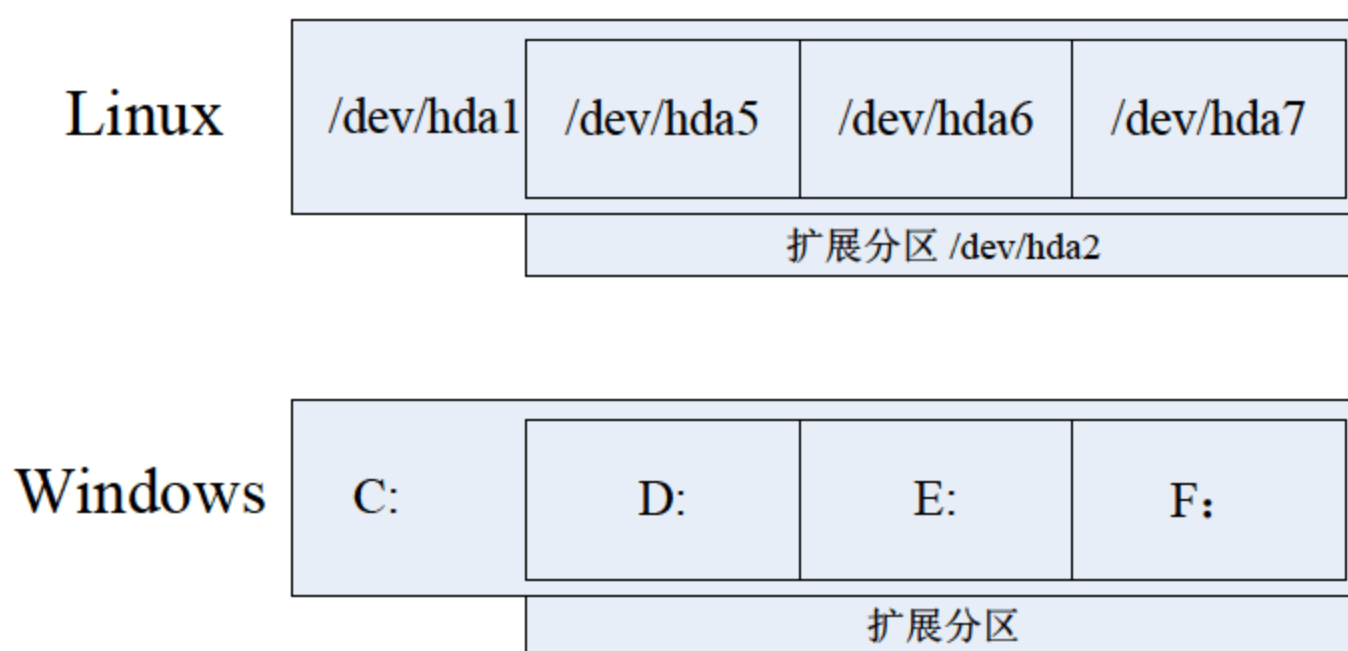 Linux
/dev/hda1 /dev/hda5 /dev/hda6 /dev/hda7
扩展分区 /dev/hda2
Windows
C: D: E: F：
扩展分区